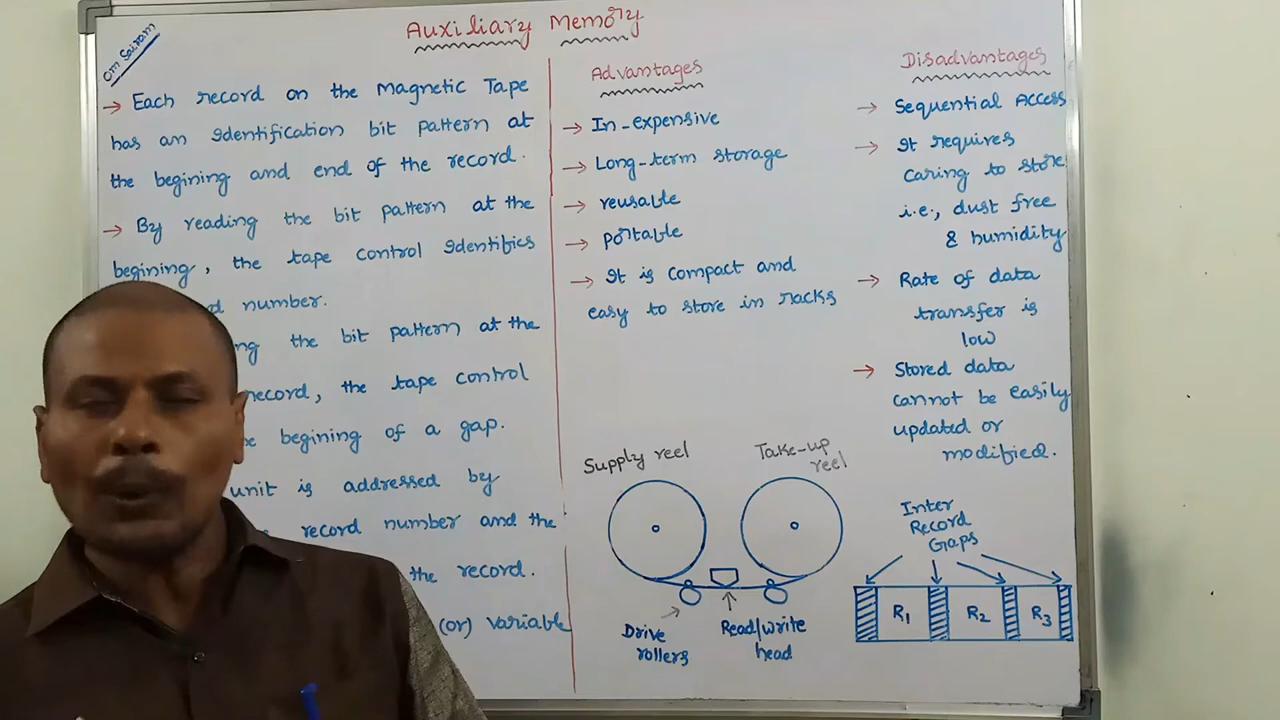 Om Sairam
Auxiliary Memory
→ Each record on the Magnetic Tape
has an Identification bit pattern at
the begining and end of the record.
→ By reading the bit pattern at the
begining, the tape control Identifies
number.
the bit pattern at the
record, the tape control
begining of a gap.
unit is addressed by
record number and the
the record.
(or) variable
Advantages
→ In-expensive
→ Long-term storage
→ reusable
→ portable
→ It is compact and
easy to store in racks
Disadvantages
→ Sequential Access
→ It requires
caring to store
i.e., dust free
& humidity
→ Rate of data
transfer is
low
→ Stored data
cannot be easily
updated or
modified.
Supply reel
Take-up
reel
Drive
rollers
Read/write
head
Inter
Record
Gaps
R1 R2 R3